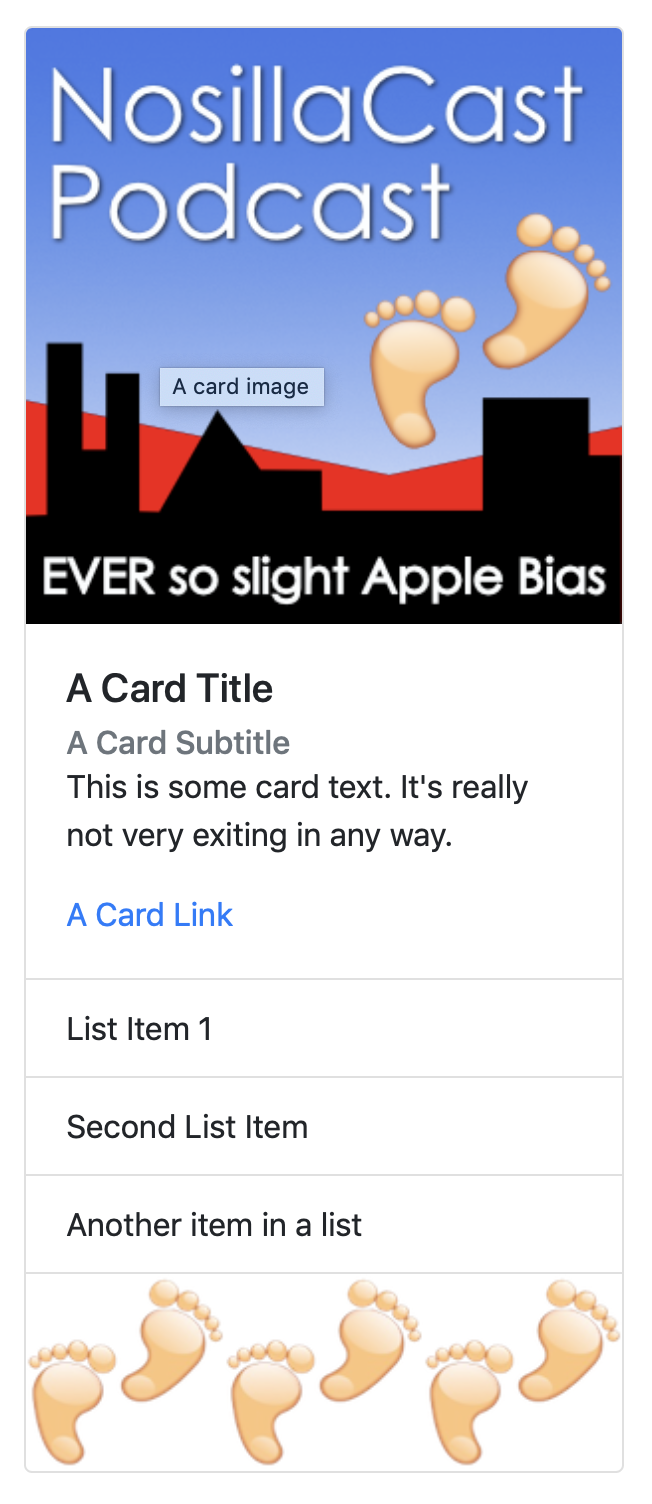 NosillaCast
Podcast
A card image
EVER so slight Apple Bias
A Card Title
A Card Subtitle
This is some card text. It's really
not very exiting in any way.
A Card Link
List Item 1
Second List Item
Another item in a list